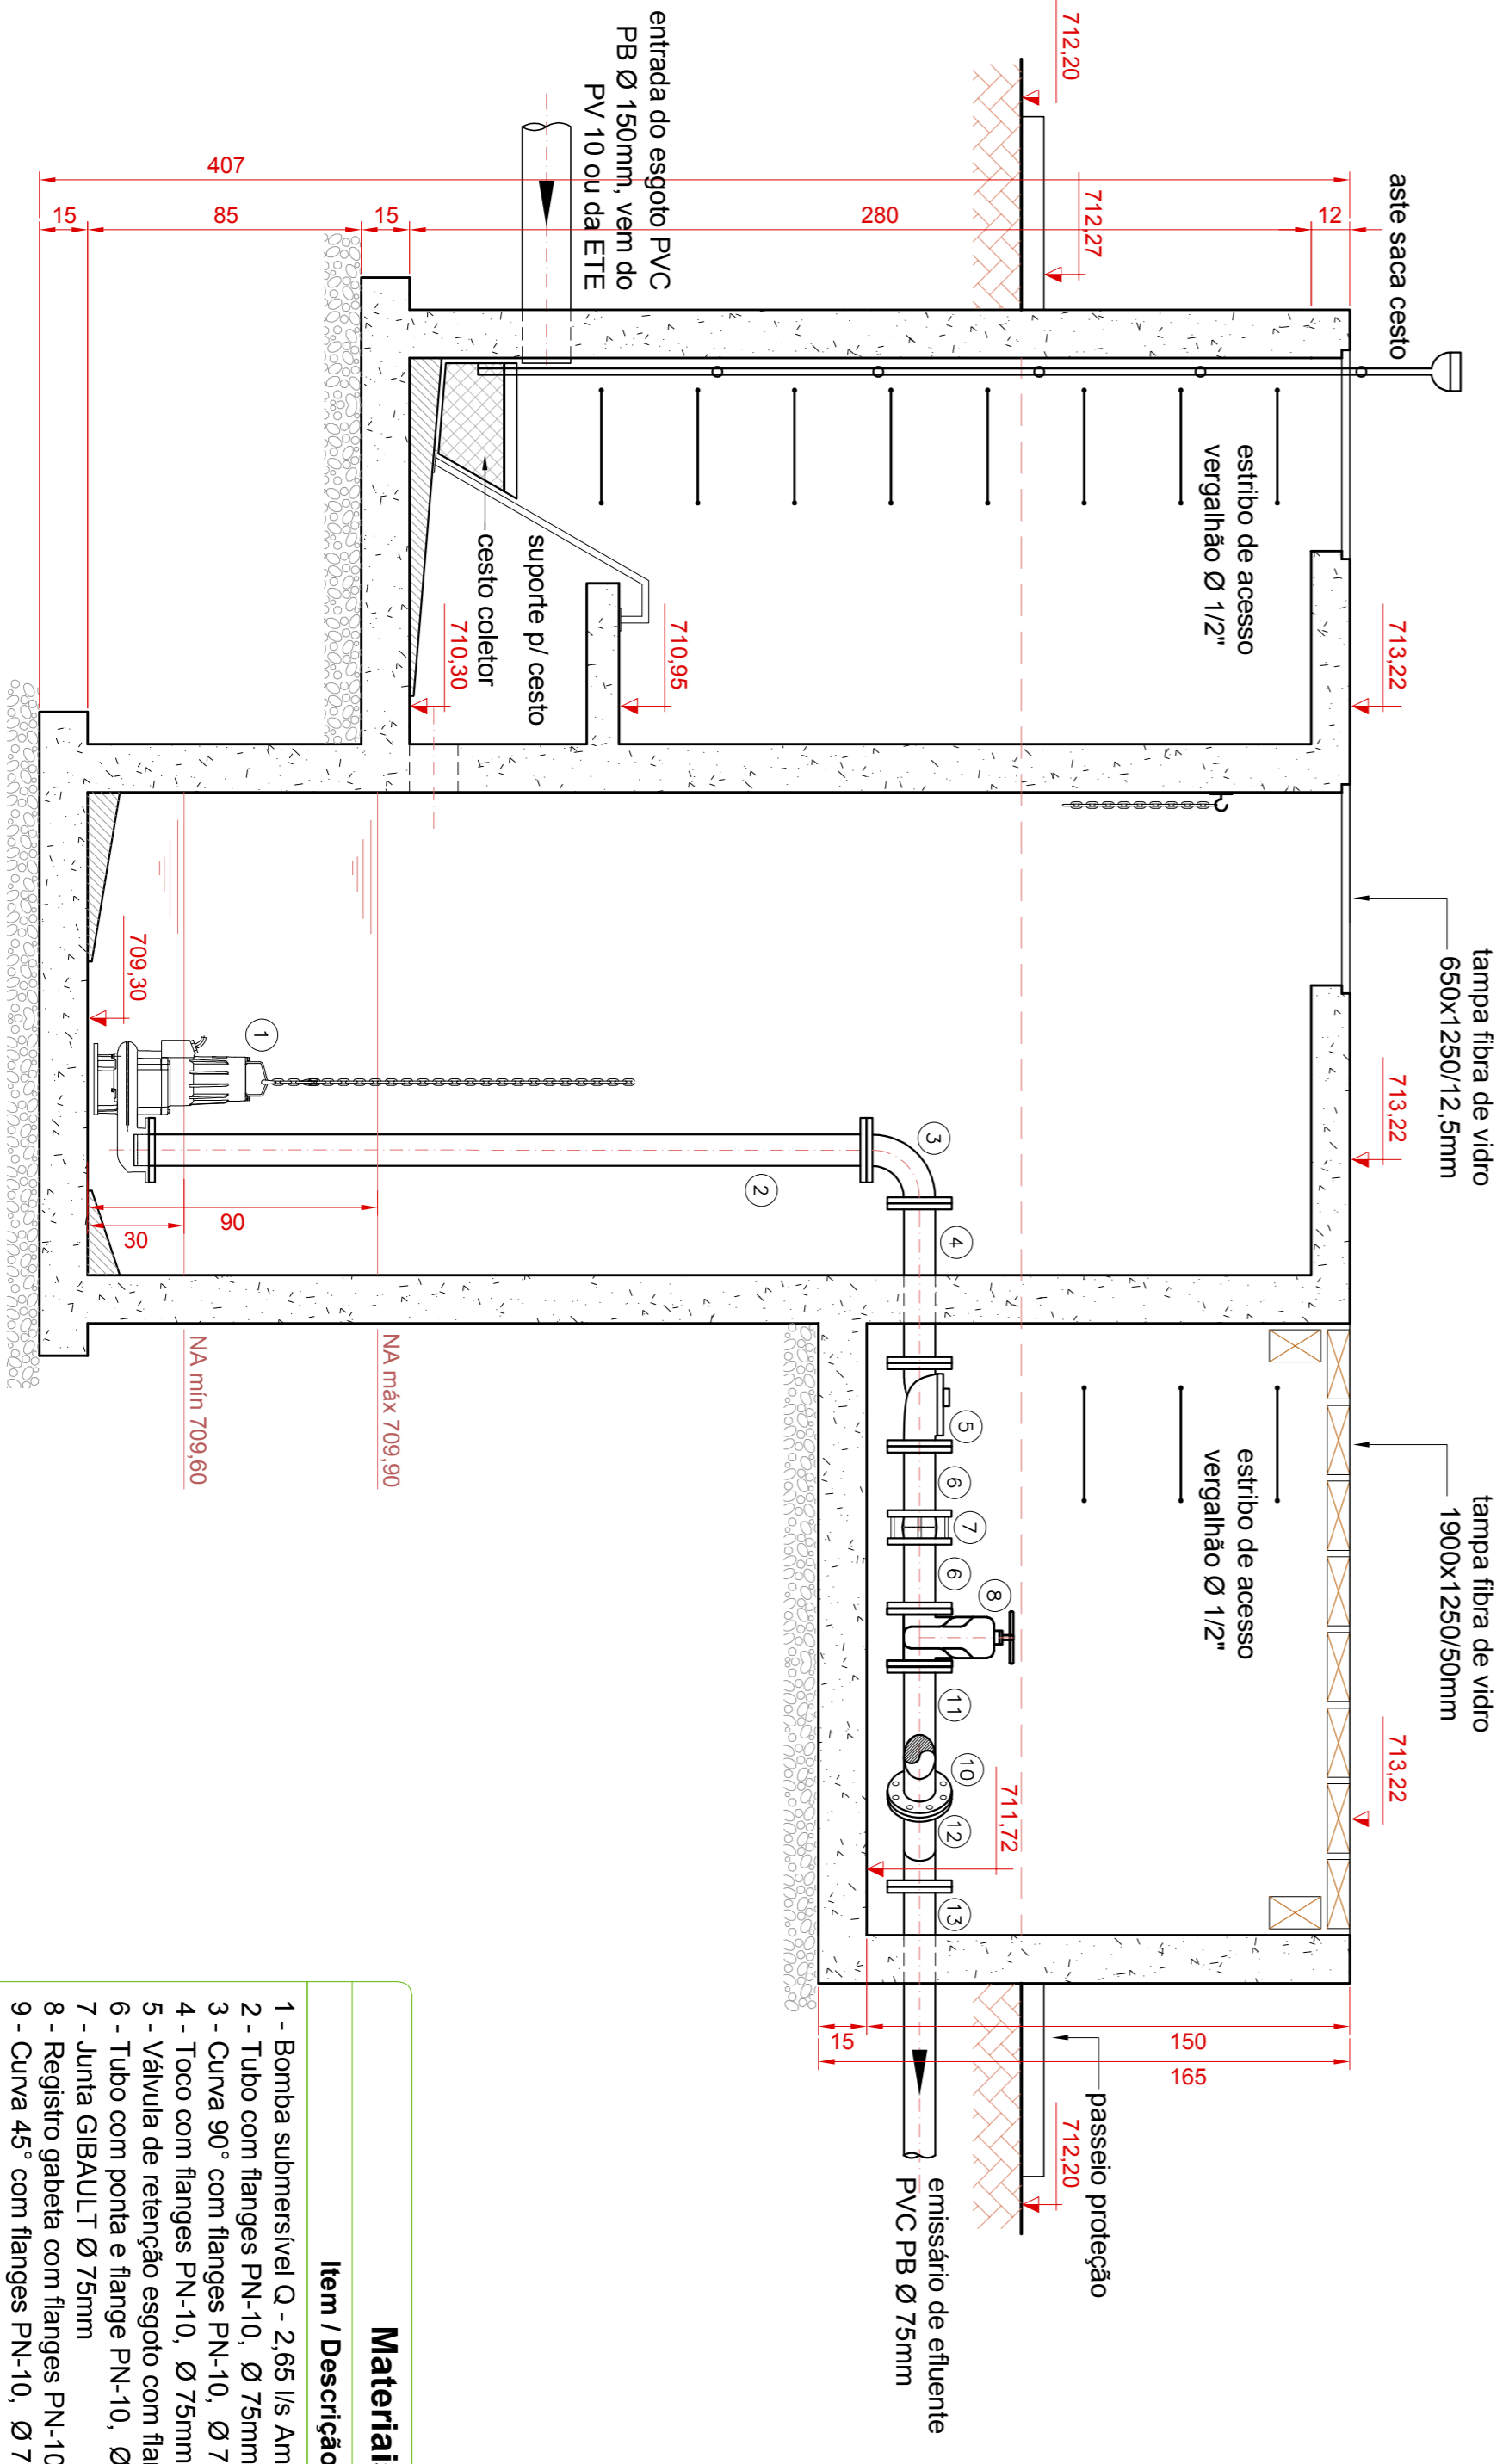 tampa fibra de vidro
650x1250/12,5mm
tampa fibra de vidro
1900x1250/50mm
aste saca cesto
713,22
713,22
713,22
estribo de acesso
vergalhão Ø 1/2"
estribo de acesso
vergalhão Ø 1/2"
712,20
712,27
passeio proteção
712,20
407
15
85
15
280
12
entrada do esgoto PVC
PB Ø 150mm, vem do
PV 10 ou da ETE
suporte p/ cesto
cesto coletor
710,95
710,30
709,30
711,72
1
2
3
4
5
6
7
6
8
11
10
12
13
90
30
NA máx 709,90
NA mín 709,60
15
150
165
emissário de efluente
PVC PB Ø 75mm
Materiai
Item / Descrição
1 - Bomba submersível Q - 2,65 l/s Am
2 - Tubo com flanges PN-10, Ø 75mm
3 - Curva 90° com flanges PN-10, Ø 7
4 - Toco com flanges PN-10, Ø 75mm
5 - Válvula de retenção esgoto com flan
6 - Tubo com ponta e flange PN-10, Ø
7 - Junta GIBAULT Ø 75mm
8 - Registro gabeta com flanges PN-10
9 - Curva 45° com flanges PN-10, Ø 7